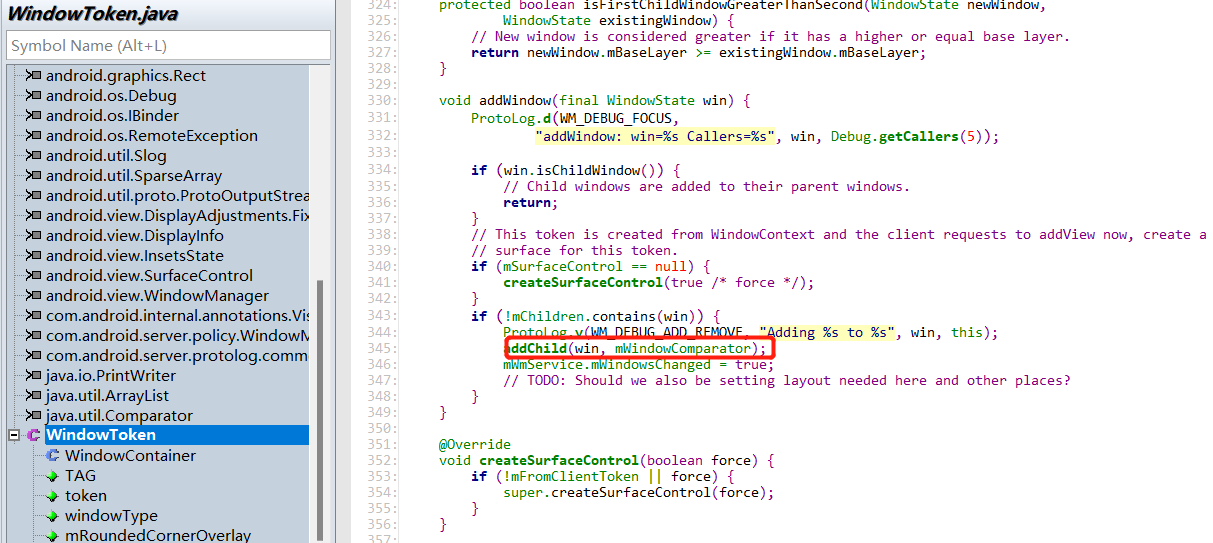 WindowToken.java
Symbol Name (Alt+L)
android.graphics.Rect
android.os.Debug
android.os.IBinder
android.os.RemoteException
android.util.Slog
android.util.SparseArray
android.util.proto.ProtoOutputStrea
android.view.DisplayAdjustments.Fix
android.view.DisplayInfo
android.view.InsetsState
android.view.SurfaceControl
android.view.WindowManager
com.android.internal.annotations.Vis
com.android.server.policy.WindowM
com.android.server.protolog.comm
java.io.PrintWriter
java.util.ArrayList
java.util.Comparator
WindowToken
WindowContainer
TAG
token
windowType
mRoundedCornerOverlay
324: protected boolean isFirstChildWindowGreaterThanSecond(WindowState newWindow,
325: WindowState existingWindow) {
326: // New window is considered greater if it has a higher or equal base layer.
327: return newWindow.mBaseLayer >= existingWindow.mBaseLayer;
328: }
329:
330: void addWindow(final WindowState win) {
331: ProtoLog.d(WM_DEBUG_FOCUS,
332: "addWindow: win=%s Callers=%s", win, Debug.getCallers(5));
333:
334: if (win.isChildWindow()) {
335: // Child windows are added to their parent windows.
336: return;
337: }
338: // This token is created from WindowContext and the client requests to addView now, create a
339: // surface for this token.
340: if (mSurfaceControl == null) {
341: createSurfaceControl(true /* force */);
342: }
343: if (!mChildren.contains(win)) {
344: ProtoLog.v(WM_DEBUG_ADD_REMOVE, "Adding %s to %s", win, this);
345: addChild(win, mWindowComparator);
346: mWmService.mWindowsChanged = true;
347: // TODO: Should we also be setting layout needed here and other places?
348: }
349: }
350:
351: @Override
352: void createSurfaceControl(boolean force) {
353: if (!mFromClientToken || force) {
354: super.createSurfaceControl(force);
355: }
356: }
357: